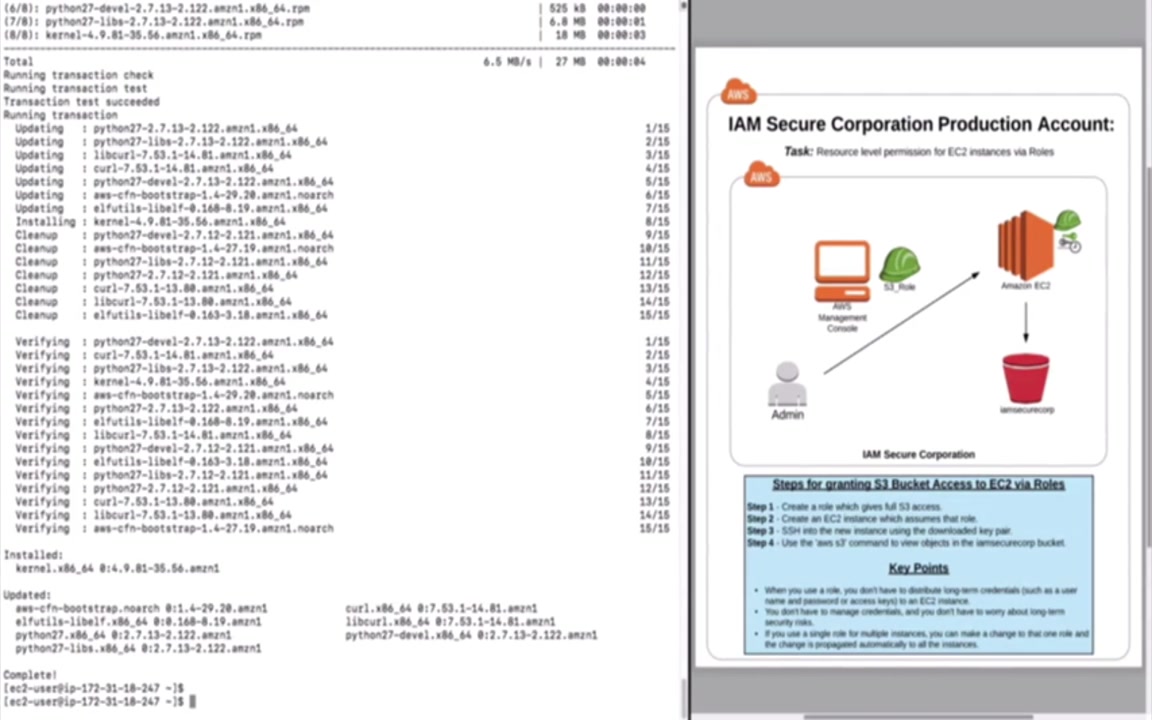 (6/8): python27-devel-2.7.13-2.122.amzn1.x86_64.rpm | 525 kB 00:00:00
(7/8): python27-libs-2.7.13-2.122.amzn1.x86_64.rpm | 6.8 MB 00:00:01
(8/8): kernel-4.9.81-35.56.amzn1.x86_64.rpm | 18 MB 00:00:03
Total 6.5 MB/s | 27 MB 00:00:04
Running transaction check
Running transaction test
Transaction test succeeded
Running transaction
Updating : python27-2.7.13-2.122.amzn1.x86_64 1/15
Updating : python27-libs-2.7.13-2.122.amzn1.x86_64 2/15
Updating : libcurl-7.53.1-14.81.amzn1.x86_64 3/15
Updating : curl-7.53.1-14.81.amzn1.x86_64 4/15
Updating : python27-devel-2.7.13-2.122.amzn1.x86_64 5/15
Updating : aws-cfn-bootstrap-1.4-29.20.amzn1.noarch 6/15
Updating : elfutils-libelf-0.168-8.19.amzn1.x86_64 7/15
Installing : kernel-4.9.81-35.56.amzn1.x86_64 8/15
Cleanup : python27-devel-2.7.12-2.121.amzn1.x86_64 9/15
Cleanup : aws-cfn-bootstrap-1.4-27.19.amzn1.noarch 10/15
Cleanup : python27-libs-2.7.12-2.121.amzn1.x86_64 11/15
Cleanup : python27-2.7.12-2.121.amzn1.x86_64 12/15
Cleanup : curl-7.53.1-13.80.amzn1.x86_64 13/15
Cleanup : libcurl-7.53.1-13.80.amzn1.x86_64 14/15
Cleanup : elfutils-libelf-0.163-3.18.amzn1.x86_64 15/15
Verifying : python27-devel-2.7.13-2.122.amzn1.x86_64 1/15
Verifying : curl-7.53.1-14.81.amzn1.x86_64 2/15
Verifying : python27-libs-2.7.13-2.122.amzn1.x86_64 3/15
Verifying : kernel-4.9.81-35.56.amzn1.x86_64 4/15
Verifying : aws-cfn-bootstrap-1.4-29.20.amzn1.noarch 5/15
Verifying : python27-2.7.13-2.122.amzn1.x86_64 6/15
Verifying : elfutils-libelf-0.168-8.19.amzn1.x86_64 7/15
Verifying : libcurl-7.53.1-14.81.amzn1.x86_64 8/15
Verifying : python27-devel-2.7.12-2.121.amzn1.x86_64 9/15
Verifying : elfutils-libelf-0.163-3.18.amzn1.x86_64 10/15
Verifying : python27-libs-2.7.12-2.121.amzn1.x86_64 11/15
Verifying : python27-2.7.12-2.121.amzn1.x86_64 12/15
Verifying : curl-7.53.1-13.80.amzn1.x86_64 13/15
Verifying : libcurl-7.53.1-13.80.amzn1.x86_64 14/15
Verifying : aws-cfn-bootstrap-1.4-27.19.amzn1.noarch 15/15
Installed:
kernel.x86_64 0:4.9.81-35.56.amzn1
Updated:
aws-cfn-bootstrap.noarch 0:1.4-29.20.amzn1 curl.x86_64 0:7.53.1-14.81.amzn1
elfutils-libelf.x86_64 0:0.168-8.19.amzn1 libcurl.x86_64 0:7.53.1-14.81.amzn1
python27.x86_64 0:2.7.13-2.122.amzn1 python27-devel.x86_64 0:2.7.13-2.122.amzn1
python27-libs.x86_64 0:2.7.13-2.122.amzn1
Complete!
[ec2-user@ip-172-31-18-247 ~]$
[ec2-user@ip-172-31-18-247 ~]$
AWS
IAM Secure Corporation Production Account:
Task: Resource level permission for EC2 instances via Roles
AWS
S3_Role
Amazon EC2
AWS
Management
Console
Admin
iamsecurecorp
IAM Secure Corporation
Steps for granting S3 Bucket Access to EC2 via Roles
Step 1 - Create a role which gives full S3 access.
Step 2 - Create an EC2 instance which assumes that role.
Step 3 - SSH into the new instance using the downloaded key pair.
Step 4 - Use the 'aws s3' command to view objects in the iamsecurecorp bucket.
Key Points
• When you use a role, you don't have to distribute long-term credentials (such as a user
name and password or access keys) to an EC2 instance.
• You don't have to manage credentials, and you don't have to worry about long-term
security risks.
• If you use a single role for multiple instances, you can make a change to that one role and
the change is propagated automatically to all the instances.